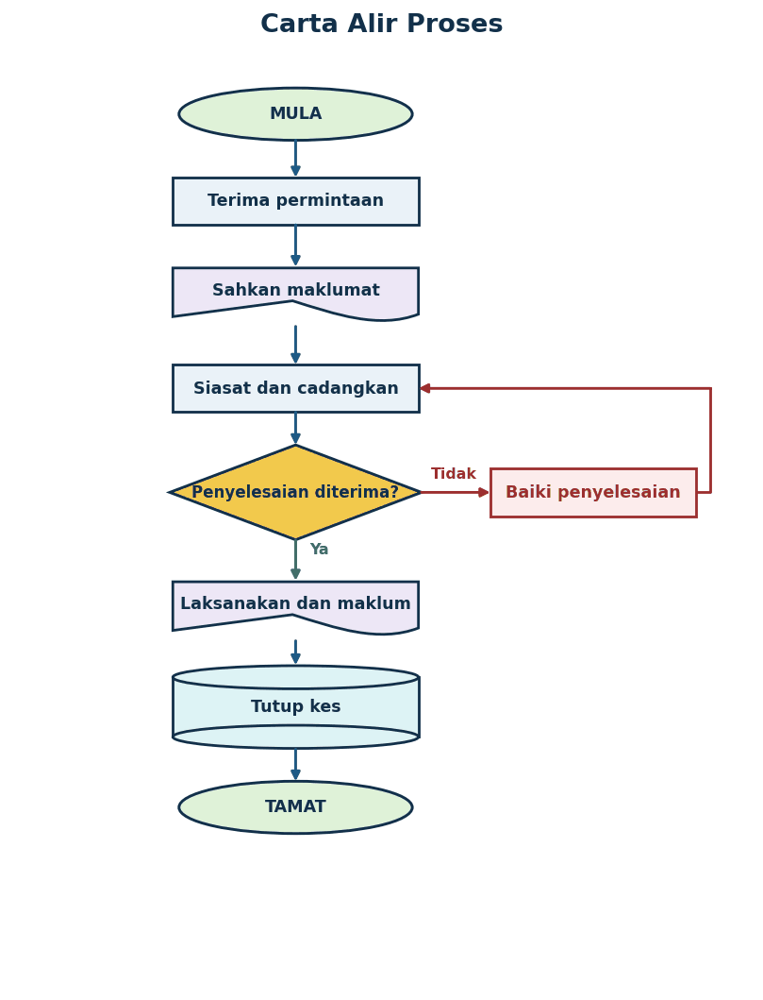 Carta Alir Proses
MULA
Terima permintaan
Sahkan maklumat
Siasat dan cadangkan
Penyelesaian diterima?
Tidak
Baiki penyelesaian
Ya
Laksanakan dan maklum
Tutup kes
TAMAT